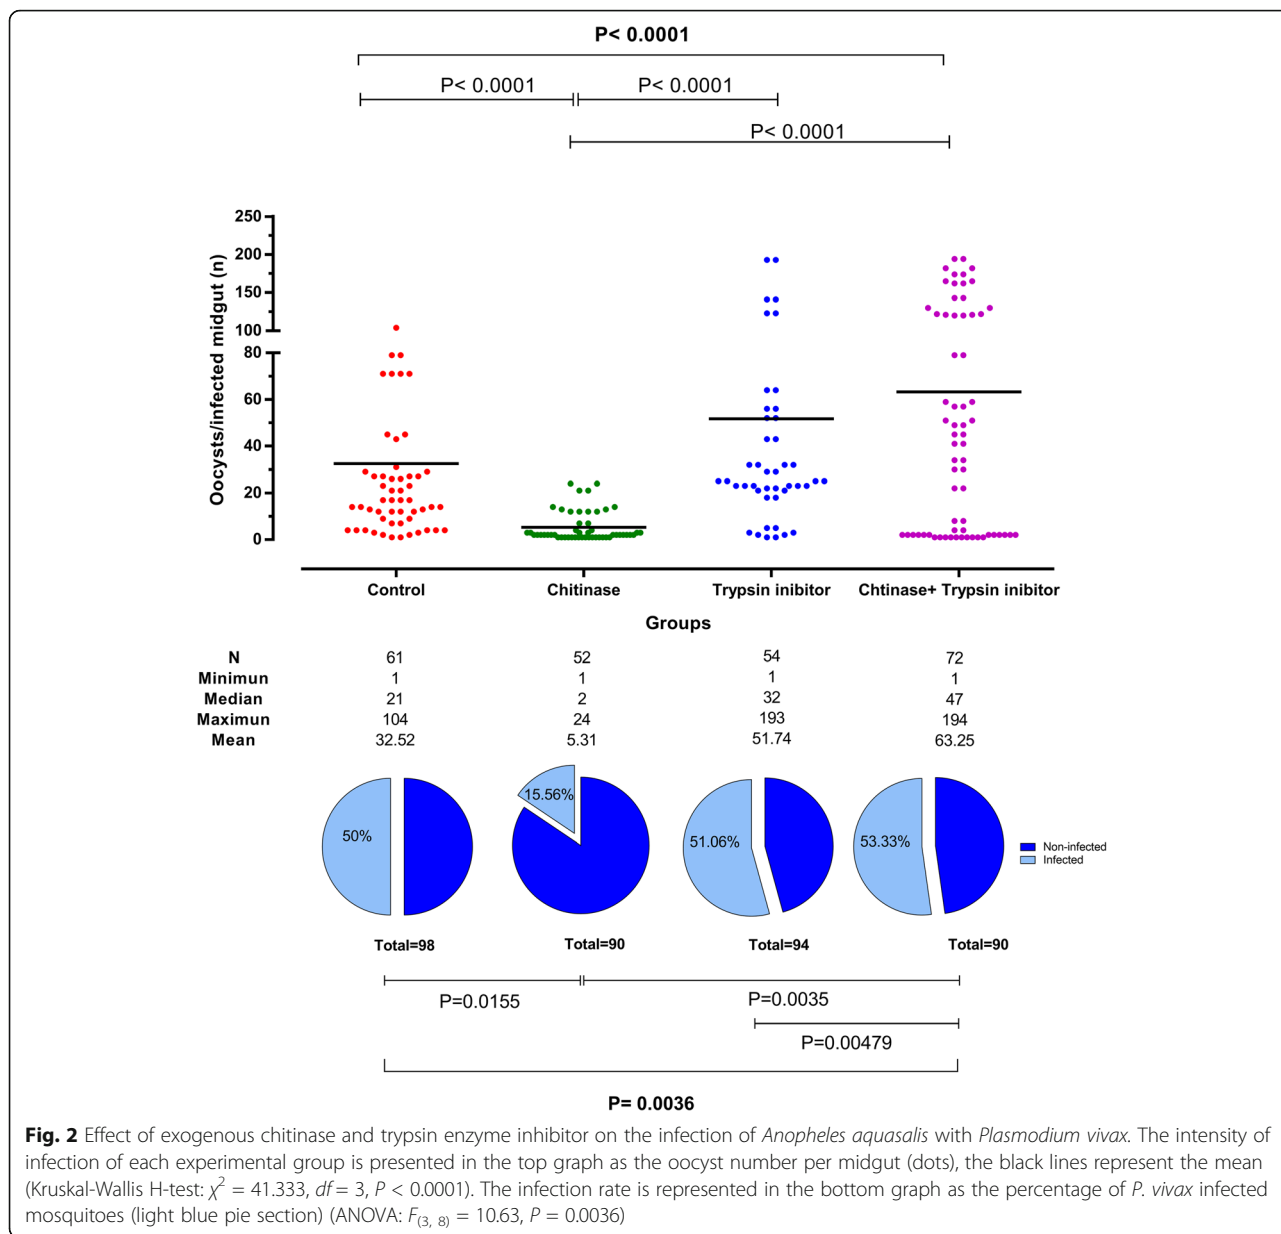 P< 0.0001
P< 0.0001 P< 0.0001
P< 0.0001
Oocysts/infected midgut (n)
250
200
150
100
80
60
40
20
0
Control Chitinase Trypsin inibitor Chtinase+ Trypsin inibitor
Groups
N 61 52 54 72
Minimun 1 1 1 1
Median 21 2 32 47
Maximun 104 24 193 194
Mean 32.52 5.31 51.74 63.25
50% 15.56% 51.06% 53.33%
Non-infected
Infected
Total=98 Total=90 Total=94 Total=90
P=0.0155 P=0.0035
P=0.00479
P= 0.0036
Fig. 2 Effect of exogenous chitinase and trypsin enzyme inhibitor on the infection of Anopheles aquasalis with Plasmodium vivax. The intensity of
infection of each experimental group is presented in the top graph as the oocyst number per midgut (dots), the black lines represent the mean
(Kruskal-Wallis H-test: χ² = 41.333, df = 3, P < 0.0001). The infection rate is represented in the bottom graph as the percentage of P. vivax infected
mosquitoes (light blue pie section) (ANOVA: F(3, 8) = 10.63, P = 0.0036)